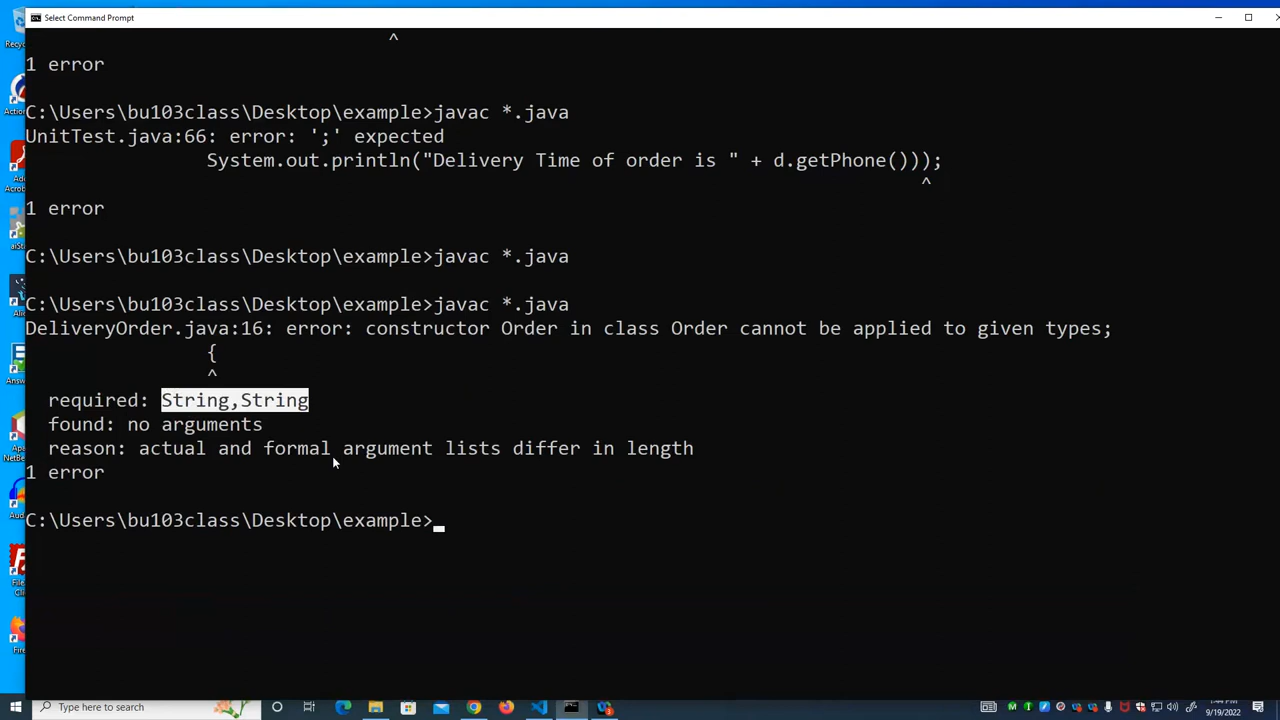 Select Command Prompt
^
1 error
C:\Users\bu103class\Desktop\example>javac *.java
UnitTest.java:66: error: ';' expected
System.out.println("Delivery Time of order is " + d.getPhone()));
^
1 error
C:\Users\bu103class\Desktop\example>javac *.java
C:\Users\bu103class\Desktop\example>javac *.java
DeliveryOrder.java:16: error: constructor Order in class Order cannot be applied to given types;
{
^
required: String,String
found: no arguments
reason: actual and formal argument lists differ in length
1 error
C:\Users\bu103class\Desktop\example>
Type here to search
9/19/2022